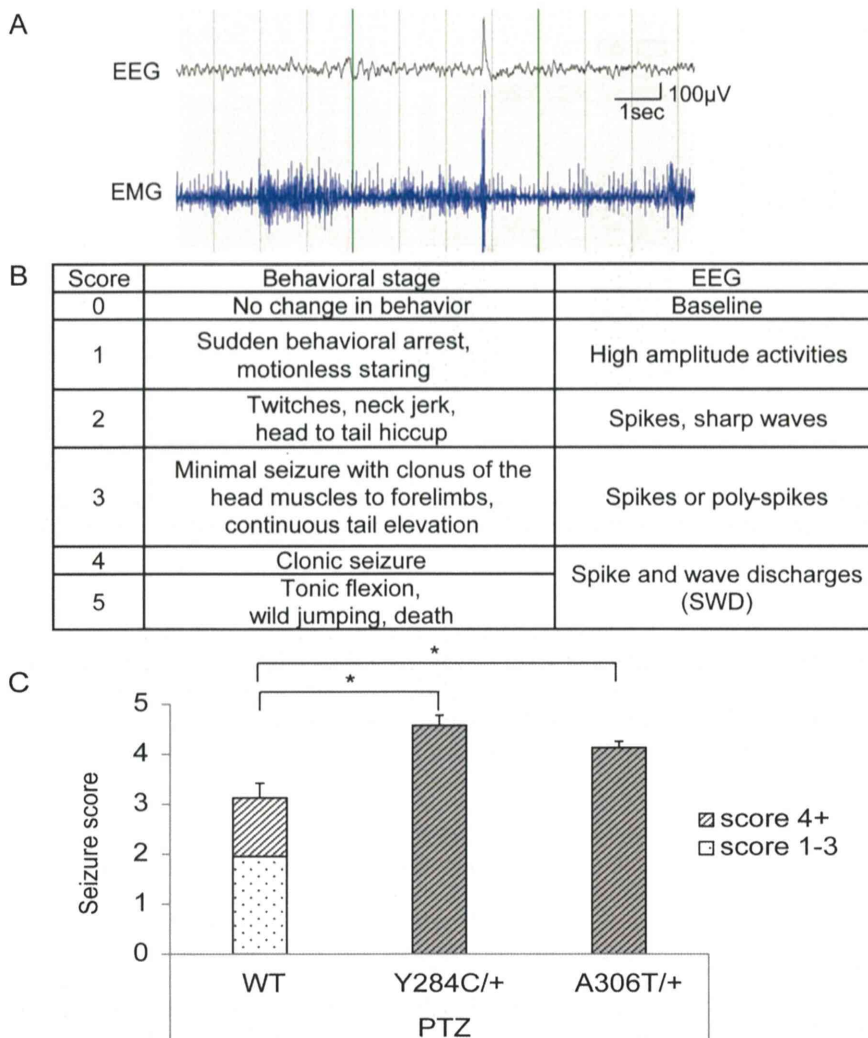 A
EEG
100µV
1sec
EMG
B
Score Behavioral stage EEG
0 No change in behavior Baseline
1 Sudden behavioral arrest,
motionless staring High amplitude activities
2 Twitches, neck jerk,
head to tail hiccup Spikes, sharp waves
3 Minimal seizure with clonus of the
head muscles to forelimbs,
continuous tail elevation Spikes or poly-spikes
4 Clonic seizure Spike and wave discharges
(SWD)
5 Tonic flexion,
wild jumping, death
C
* 
*
5
4
3
2
1
0
Seizure score
score 4+
score 1-3
WT Y284C/+ A306T/+
PTZ